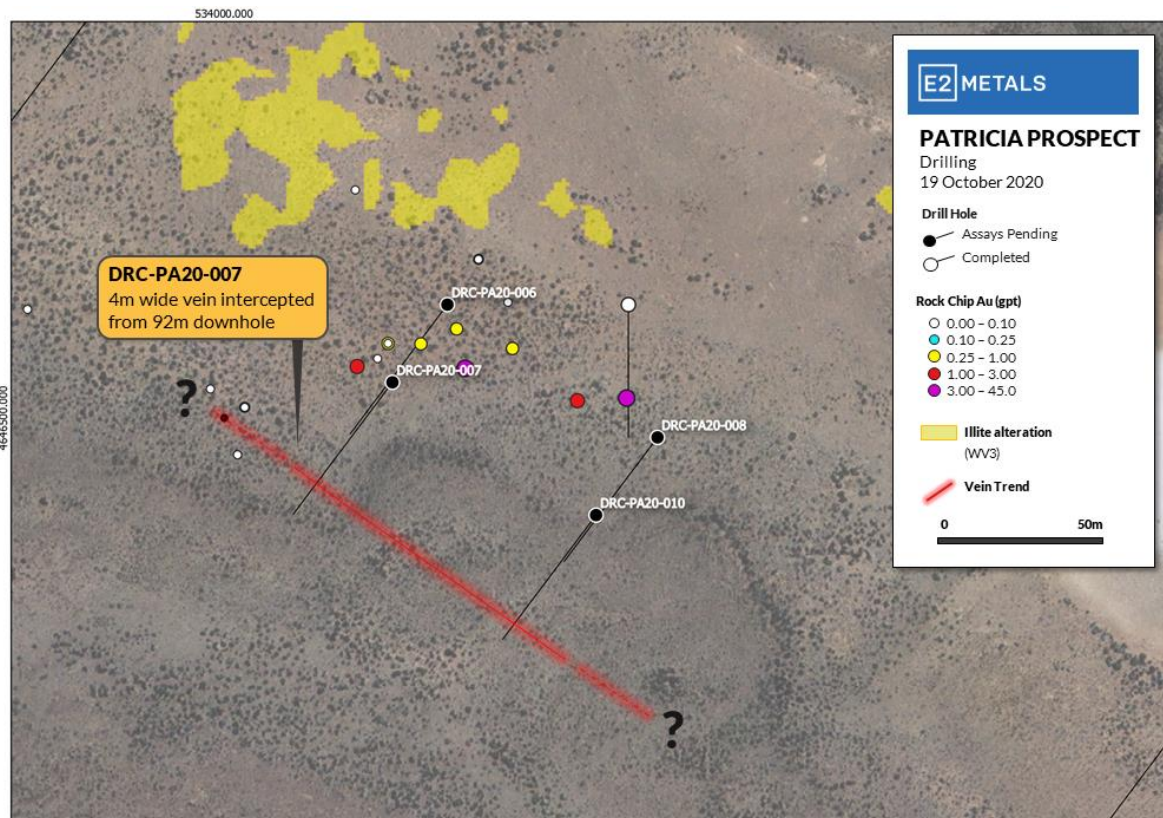 534000.000
4646500.000
E2 METALS
PATRICIA PROSPECT
Drilling
19 October 2020
Drill Hole
Assays Pending
Completed
Rock Chip Au (gpt)
0.00 – 0.10
0.10 – 0.25
0.25 – 1.00
1.00 – 3.00
3.00 – 45.0
Illite alteration
(WV3)
Vein Trend
0 50m
DRC-PA20-007
4m wide vein intercepted
from 92m downhole
DRC-PA20-006
DRC-PA20-007
DRC-PA20-008
DRC-PA20-010
?
?